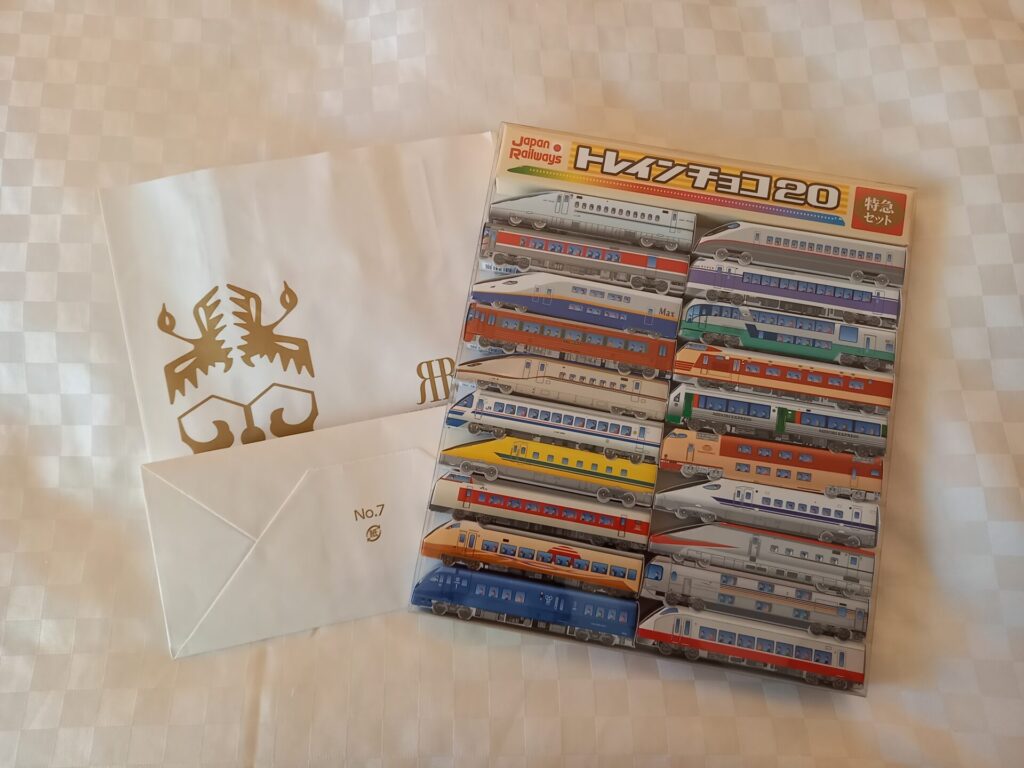 Japan
Railways
トレインチョコ20
特急
セット
Max
No.7